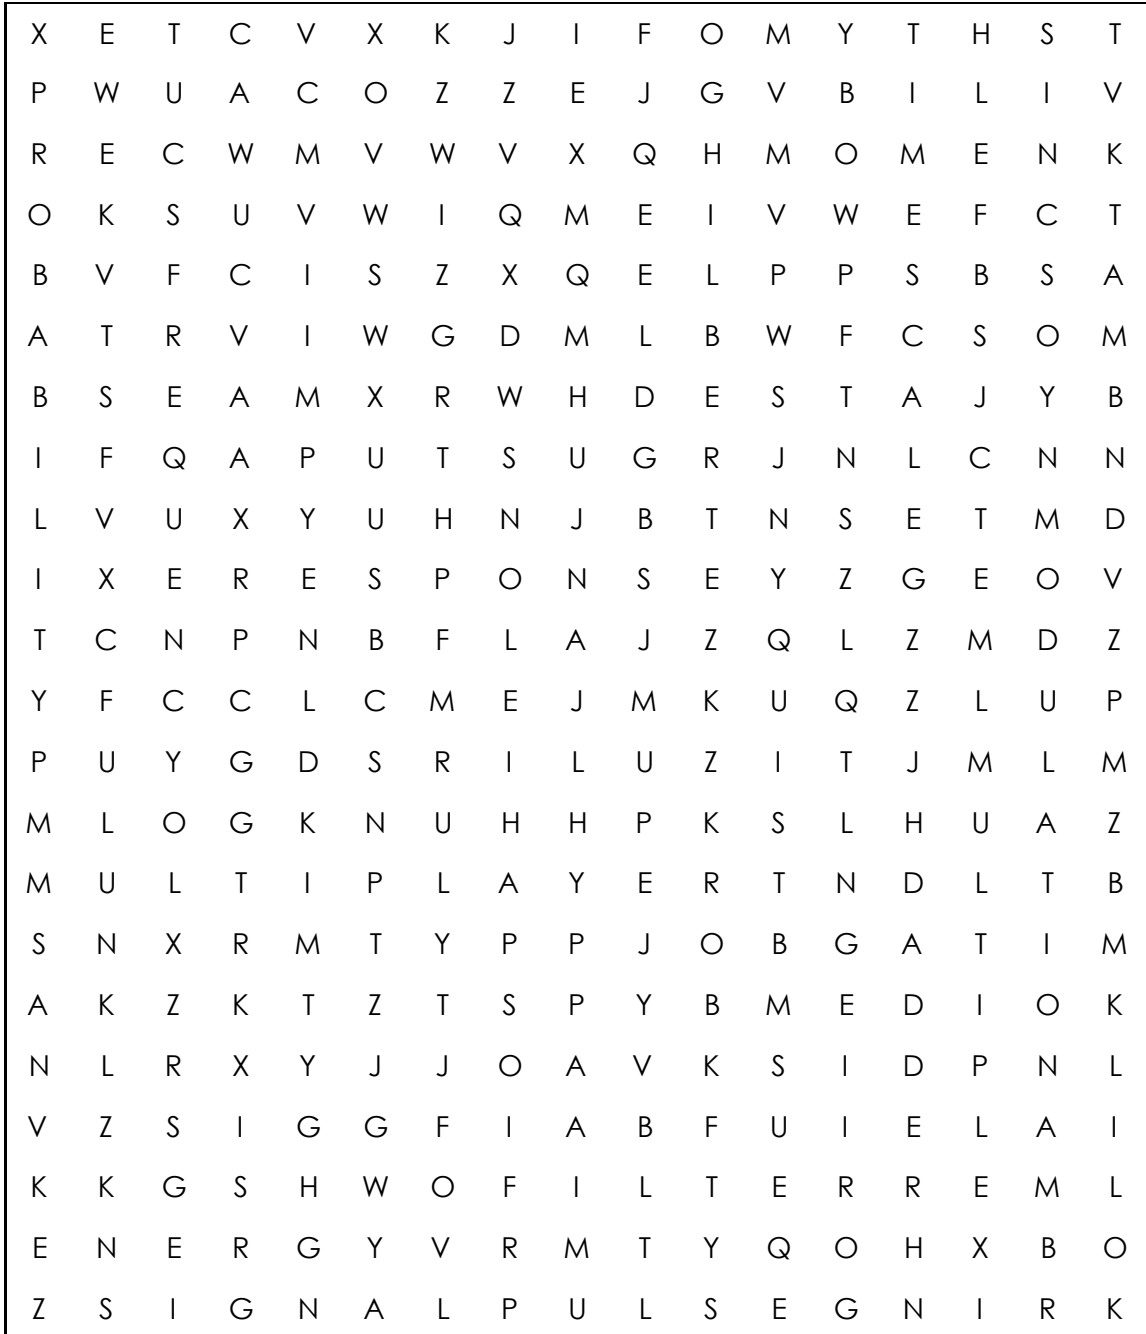 X E T C V X K J I F O M Y T H S T
P W U A C O Z Z E J G V B I L I V
R E C W M V W V X Q H M O M E N K
O K S U V W I Q M E I V W E F C T
B V F C I S Z X Q E L P P S B S A
A T R V I W G D M L B W F C S O M
B S E A M X R W H D E S T A J Y B
I F Q A P U T S U G R J N L C N N
L V U X Y U H N J B T N S E T M D
I X E R E S P O N S E Y Z G E O V
T C N P N B F L A J Z Q L Z M D Z
Y F C C L C M E J M K U Q Z L U P
P U Y G D S R I L U Z I T J M L M
M L O G K N U H H P K S L H U A Z
M U L T I P L A Y E R T N D L T B
S N X R M T Y P P J O B G A T I M
A K Z K T Z T S P Y B M E D I O K
N L R X Y J J O A V K S I D P N L
V Z S I G G F I A B F U I E L A I
K K G S H W O F I L T E R R E M L
E N E R G Y V R M T Y Q O H X B O
Z S I G N A L P U L S E G N I R K